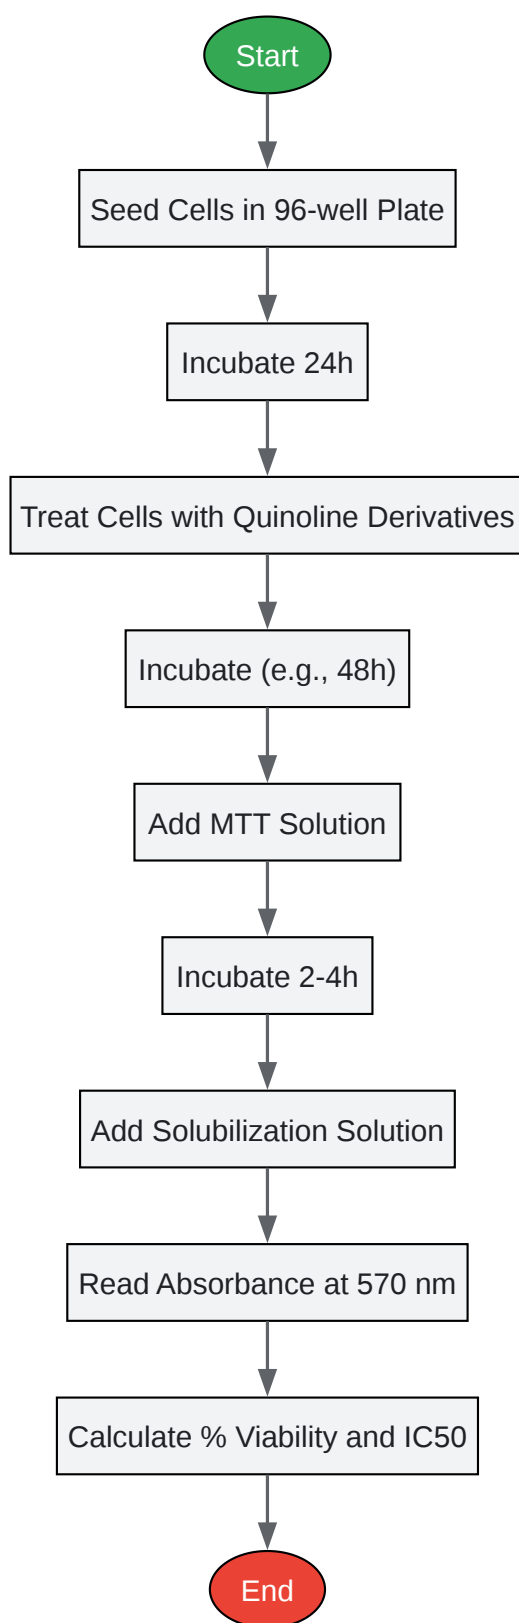 Start
Seed Cells in 96-well Plate
Incubate 24h
Treat Cells with Quinoline Derivatives
Incubate (e.g., 48h)
Add MTT Solution
Incubate 2-4h
Add Solubilization Solution
Read Absorbance at 570 nm
Calculate % Viability and IC50
End